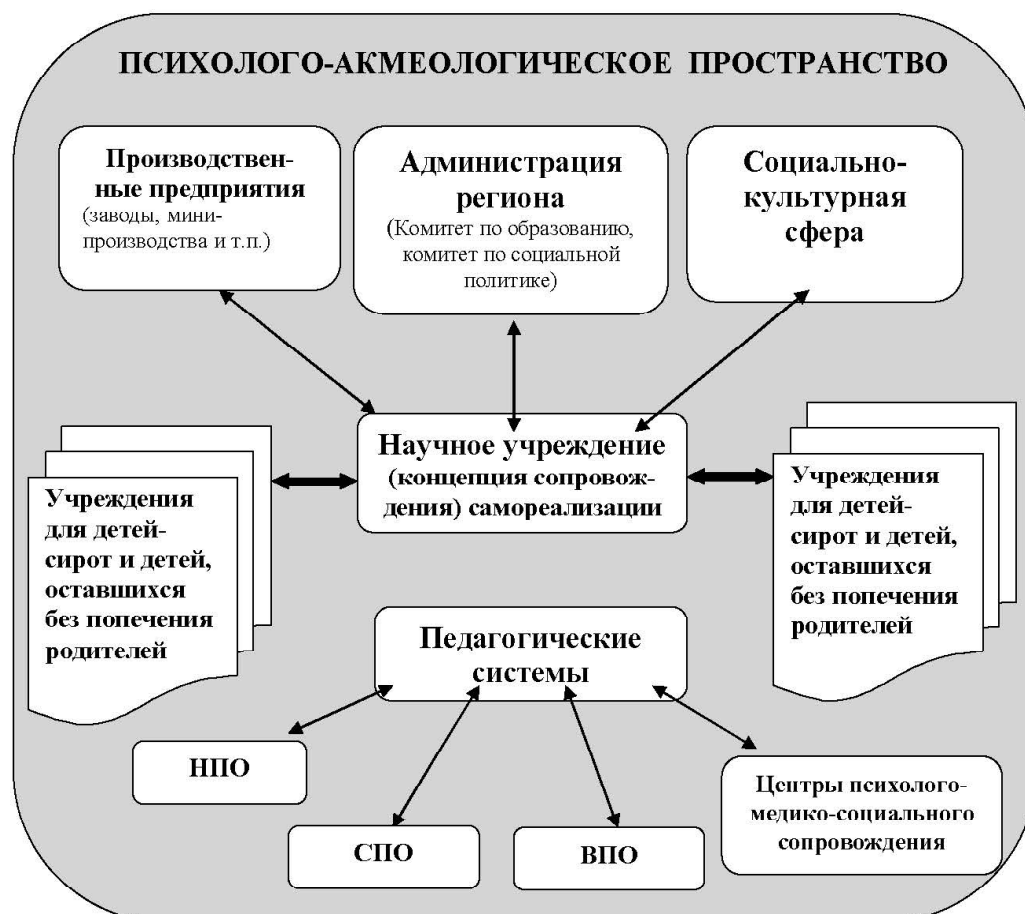 ПСИХОЛОГО-АКМЕОЛОГИЧЕСКОЕ ПРОСТРАНСТВО
Производствен-
ные предприятия
(заводы, мини-
производства и т.п.)
Администрация
региона
(Комитет по образованию,
комитет по социальной
политике)
Социально-
культурная
сфера
Научное учреждение
(концепция сопровож-
дения) самореализации
Учреждения
для детей-
сирот и детей,
оставшихся
без попечения
родителей
Учреждения
для детей-
сирот и детей,
оставшихся
без попечения
родителей
Педагогические
системы
НПО
СПО
ВПО
Центры психолого-
медико-социального
сопровождения